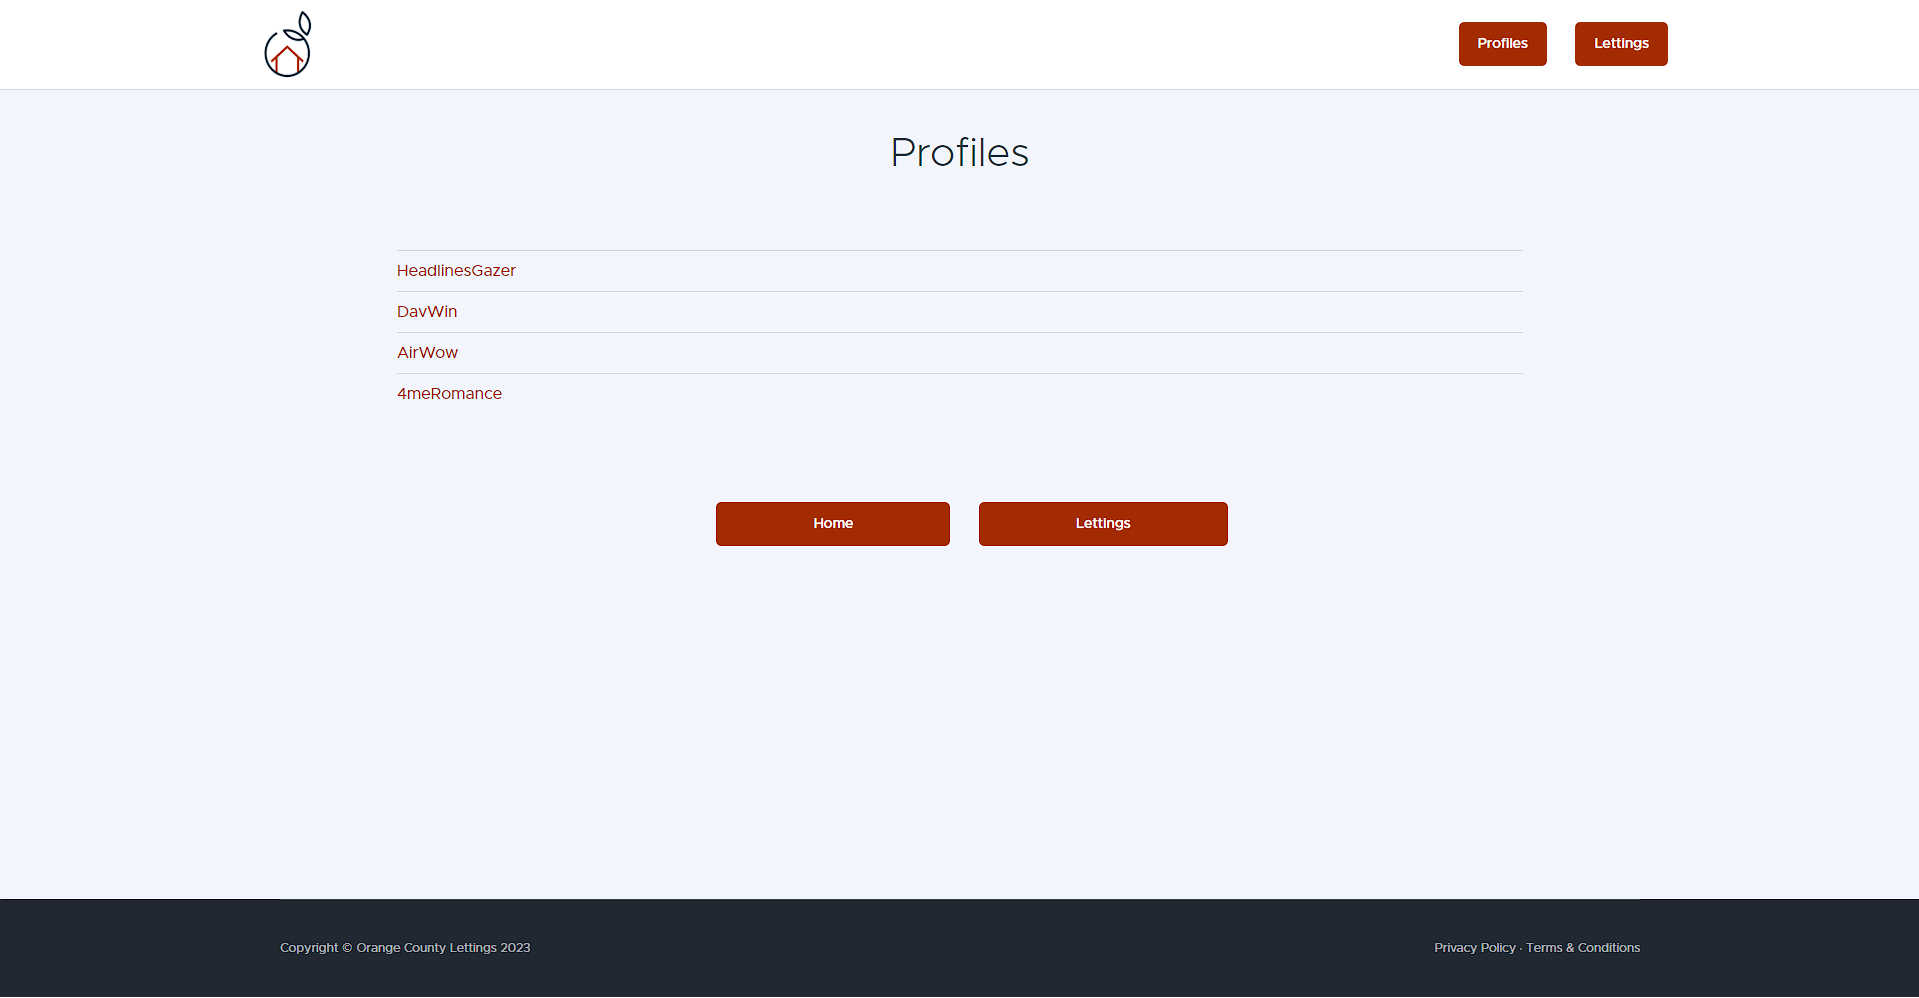 Profiles
Lettings
Profiles
HeadlinesGazer
DavWin
AirWow
4meRomance
Home
Lettings
Copyright © Orange County Lettings 2023
Privacy Policy · Terms & Conditions